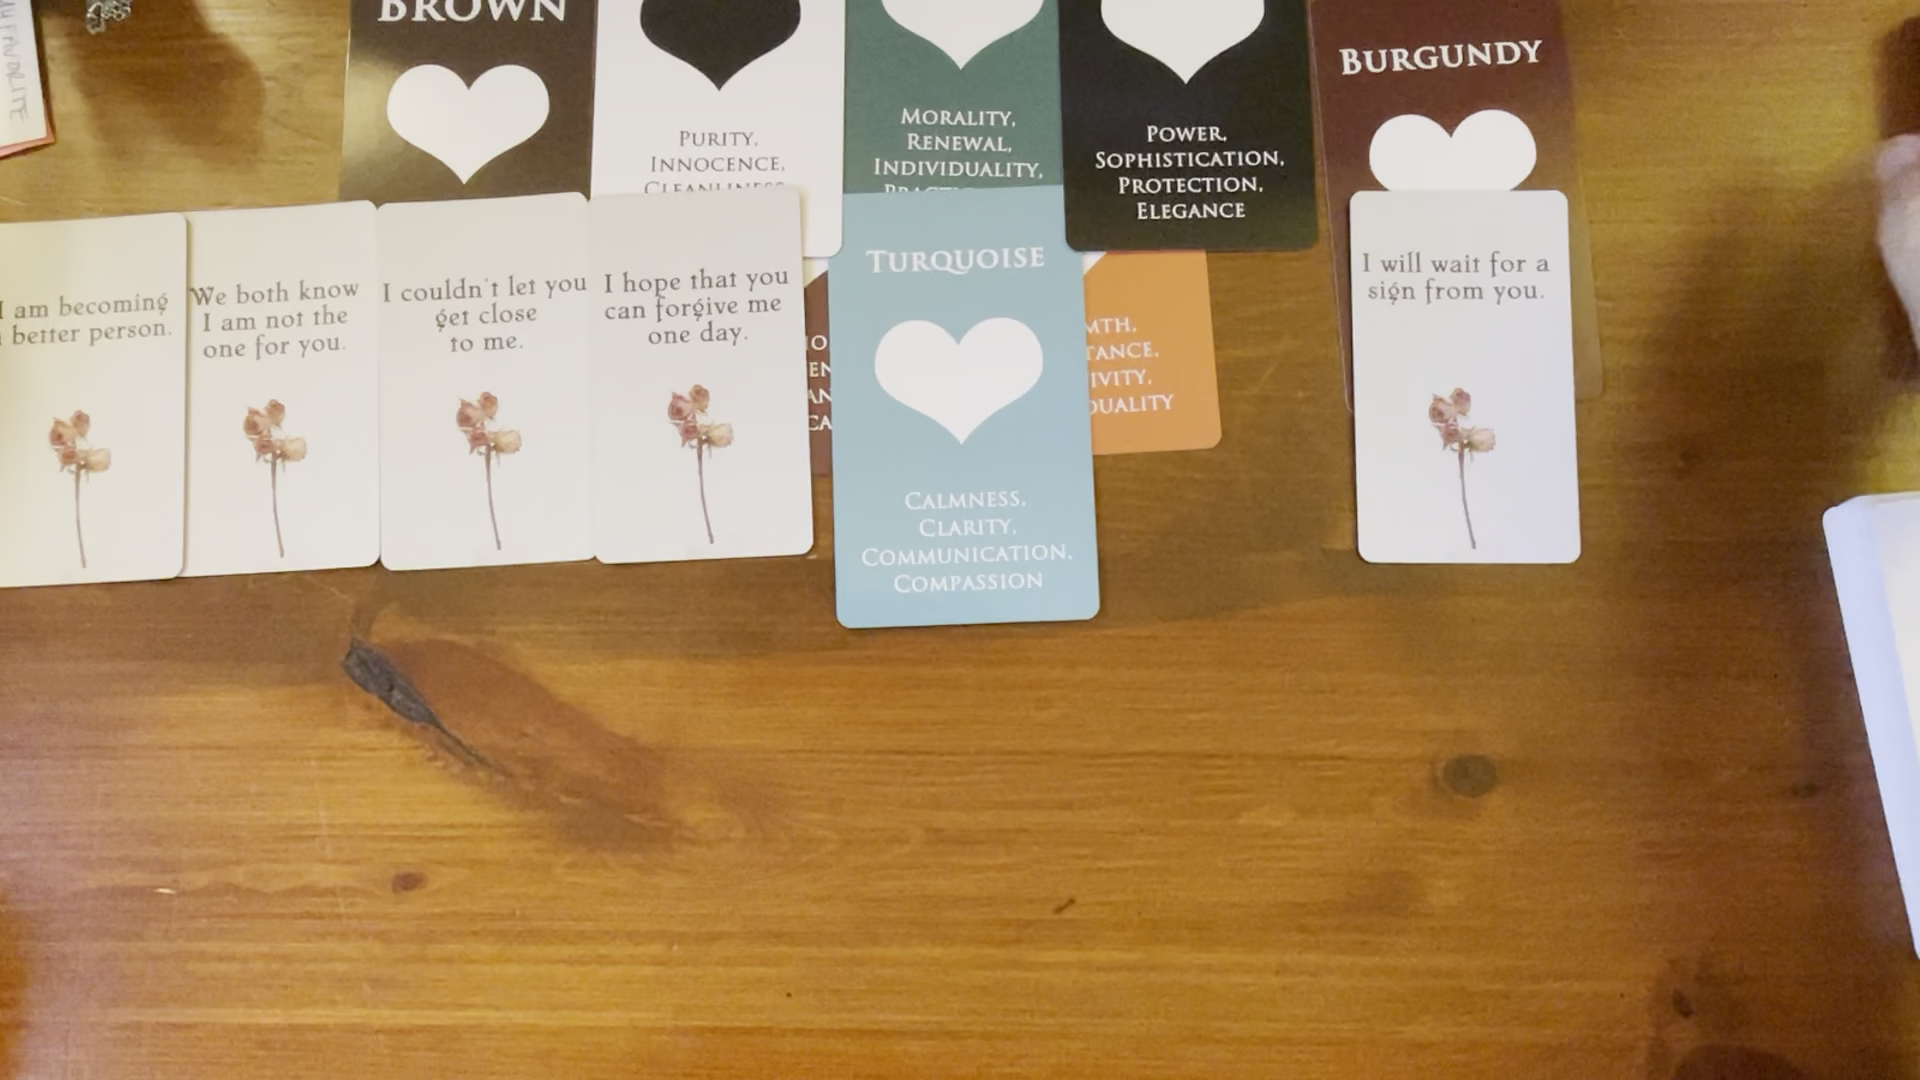 BROWN
PURITY,
INNOCENCE,
CLEANLINESS
MORALITY,
RENEWAL,
INDIVIDUALITY,
POWER,
SOPHISTICATION,
PROTECTION,
ELEGANCE
BURGUNDY
I am becoming
better person.
We both know
I am not the
one for you.
I couldn't let you
get close
to me.
I hope that you
can forgive me
one day.
TURQUOISE
CALMNESS,
CLARITY,
COMMUNICATION,
COMPASSION
I will wait for a
sign from you.